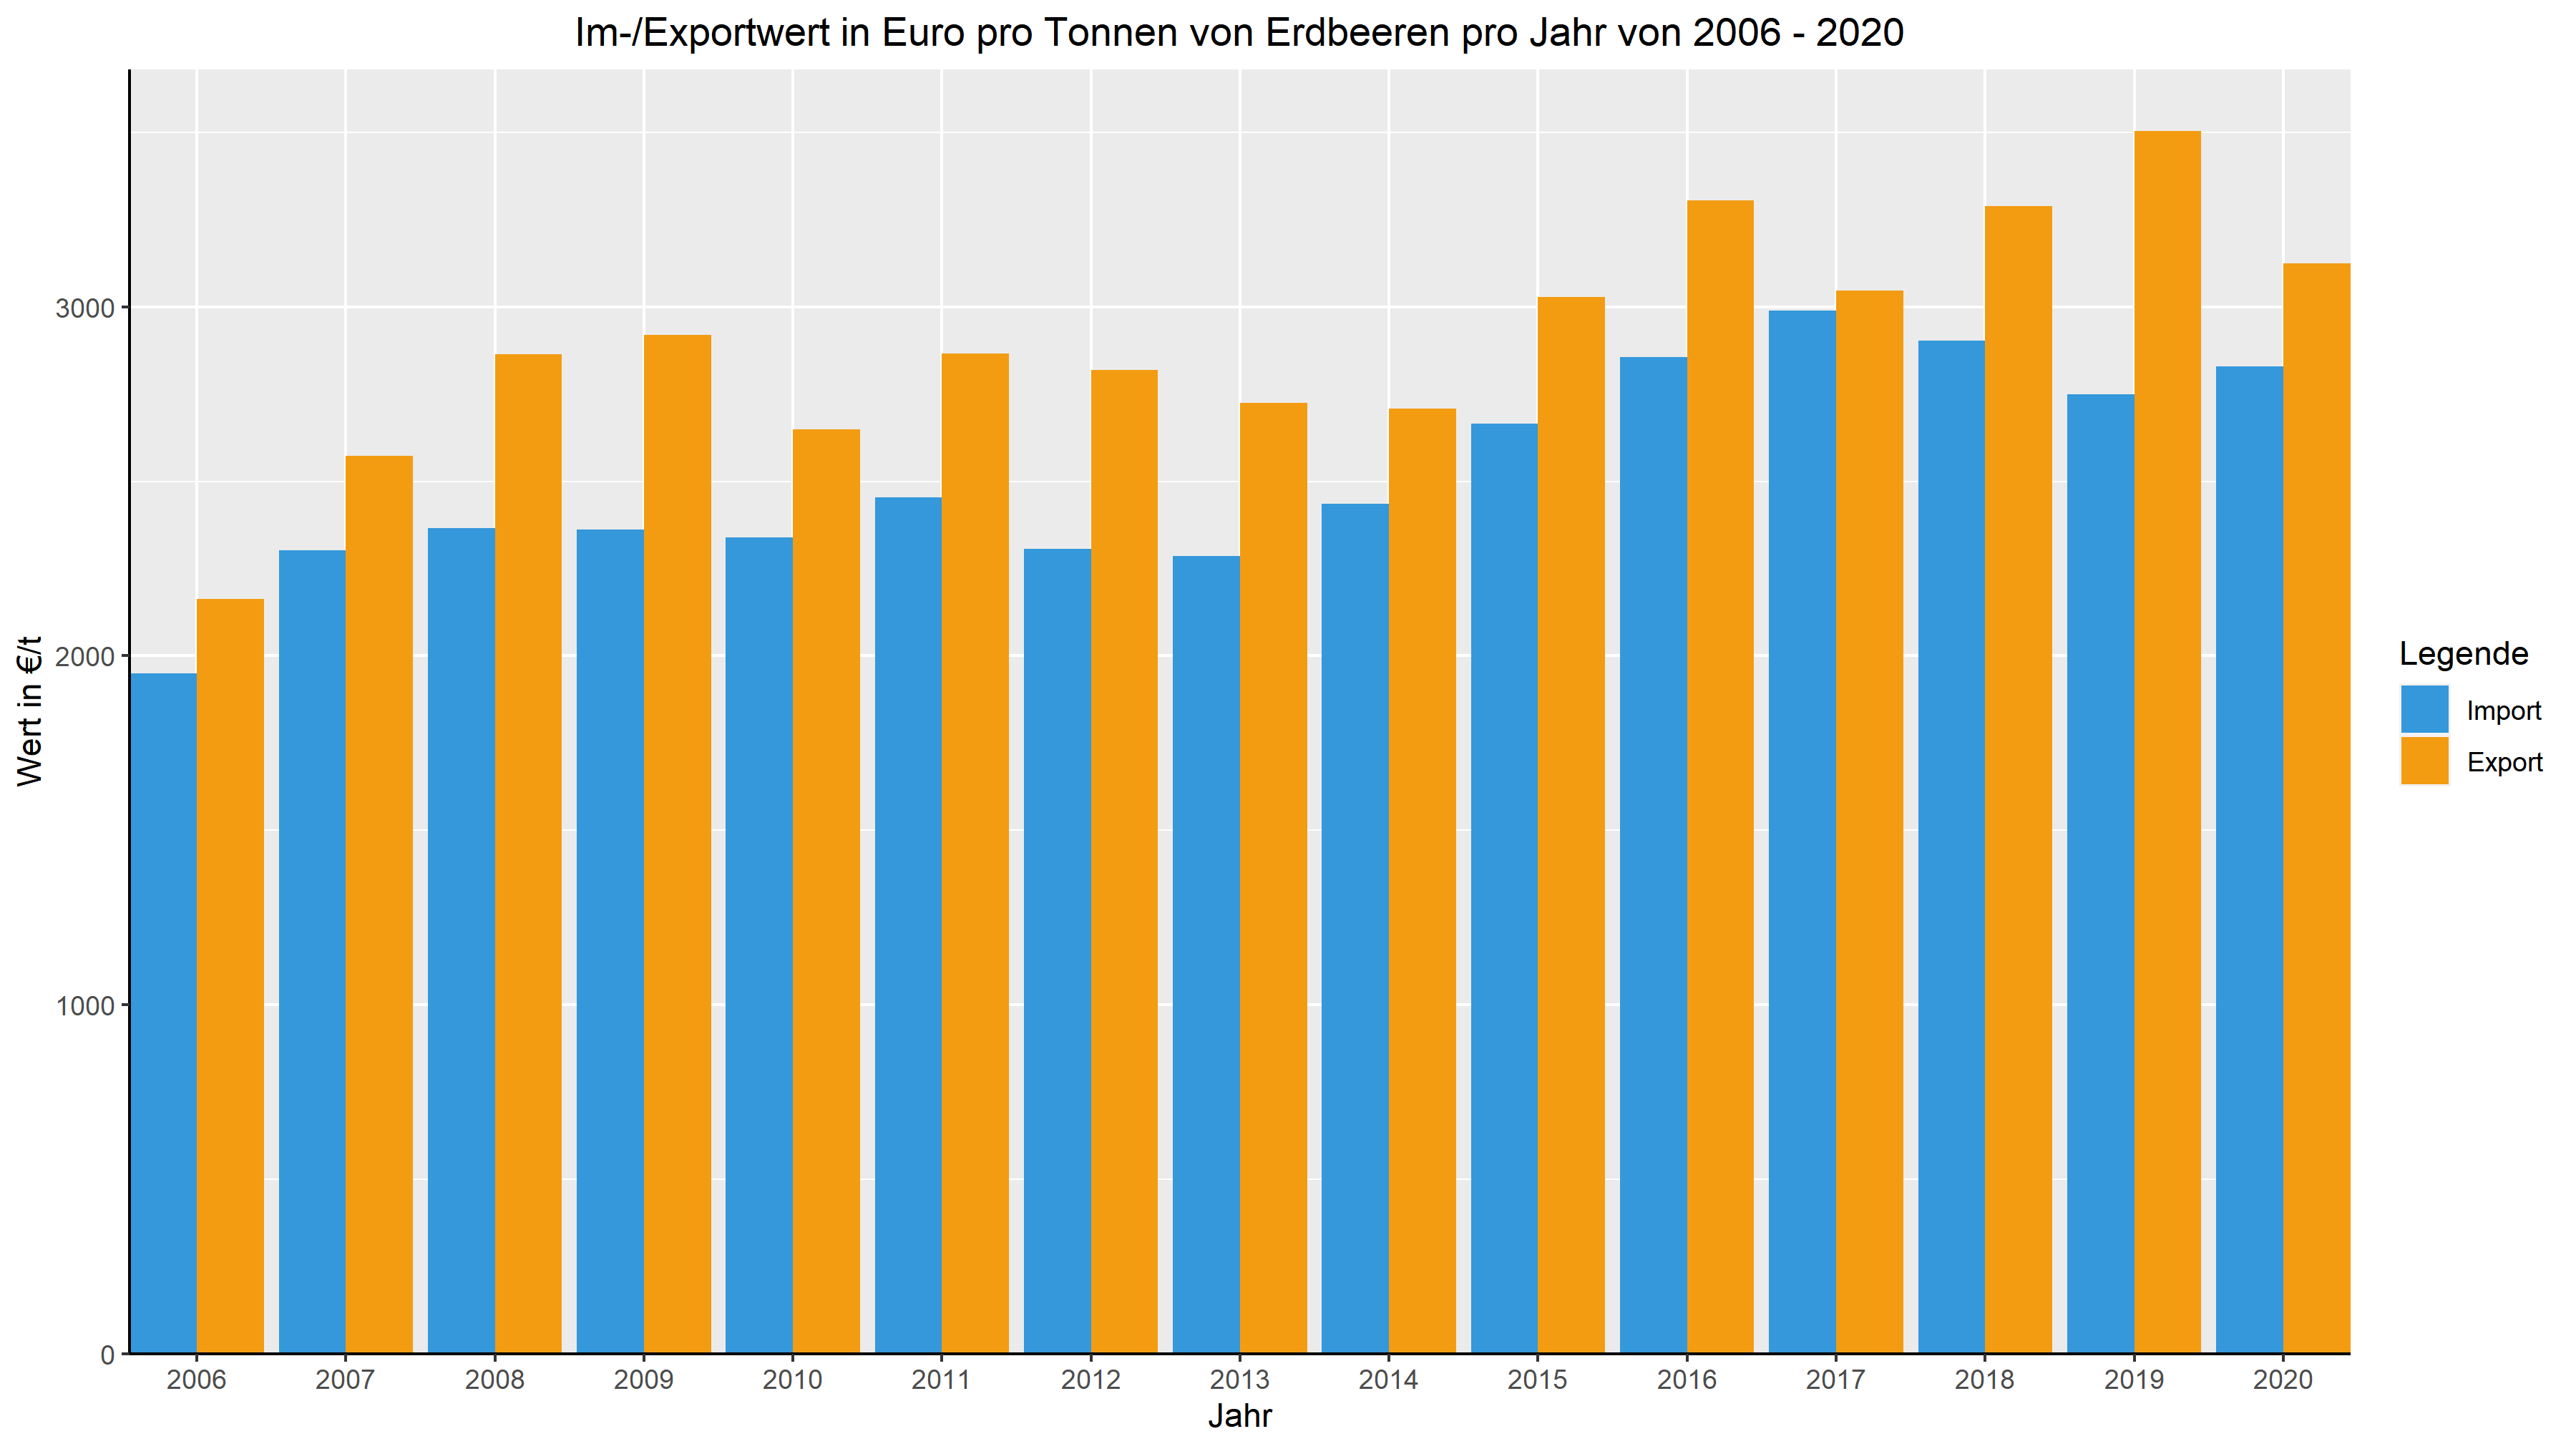 Im-/Exportwert in Euro pro Tonnen von Erdbeeren pro Jahr von 2006 - 2020
Wert in €/t
3000
2000
1000
0
2006 2007 2008 2009 2010 2011 2012 2013 2014 2015 2016 2017 2018 2019 2020
Jahr
Legende
Import
Export